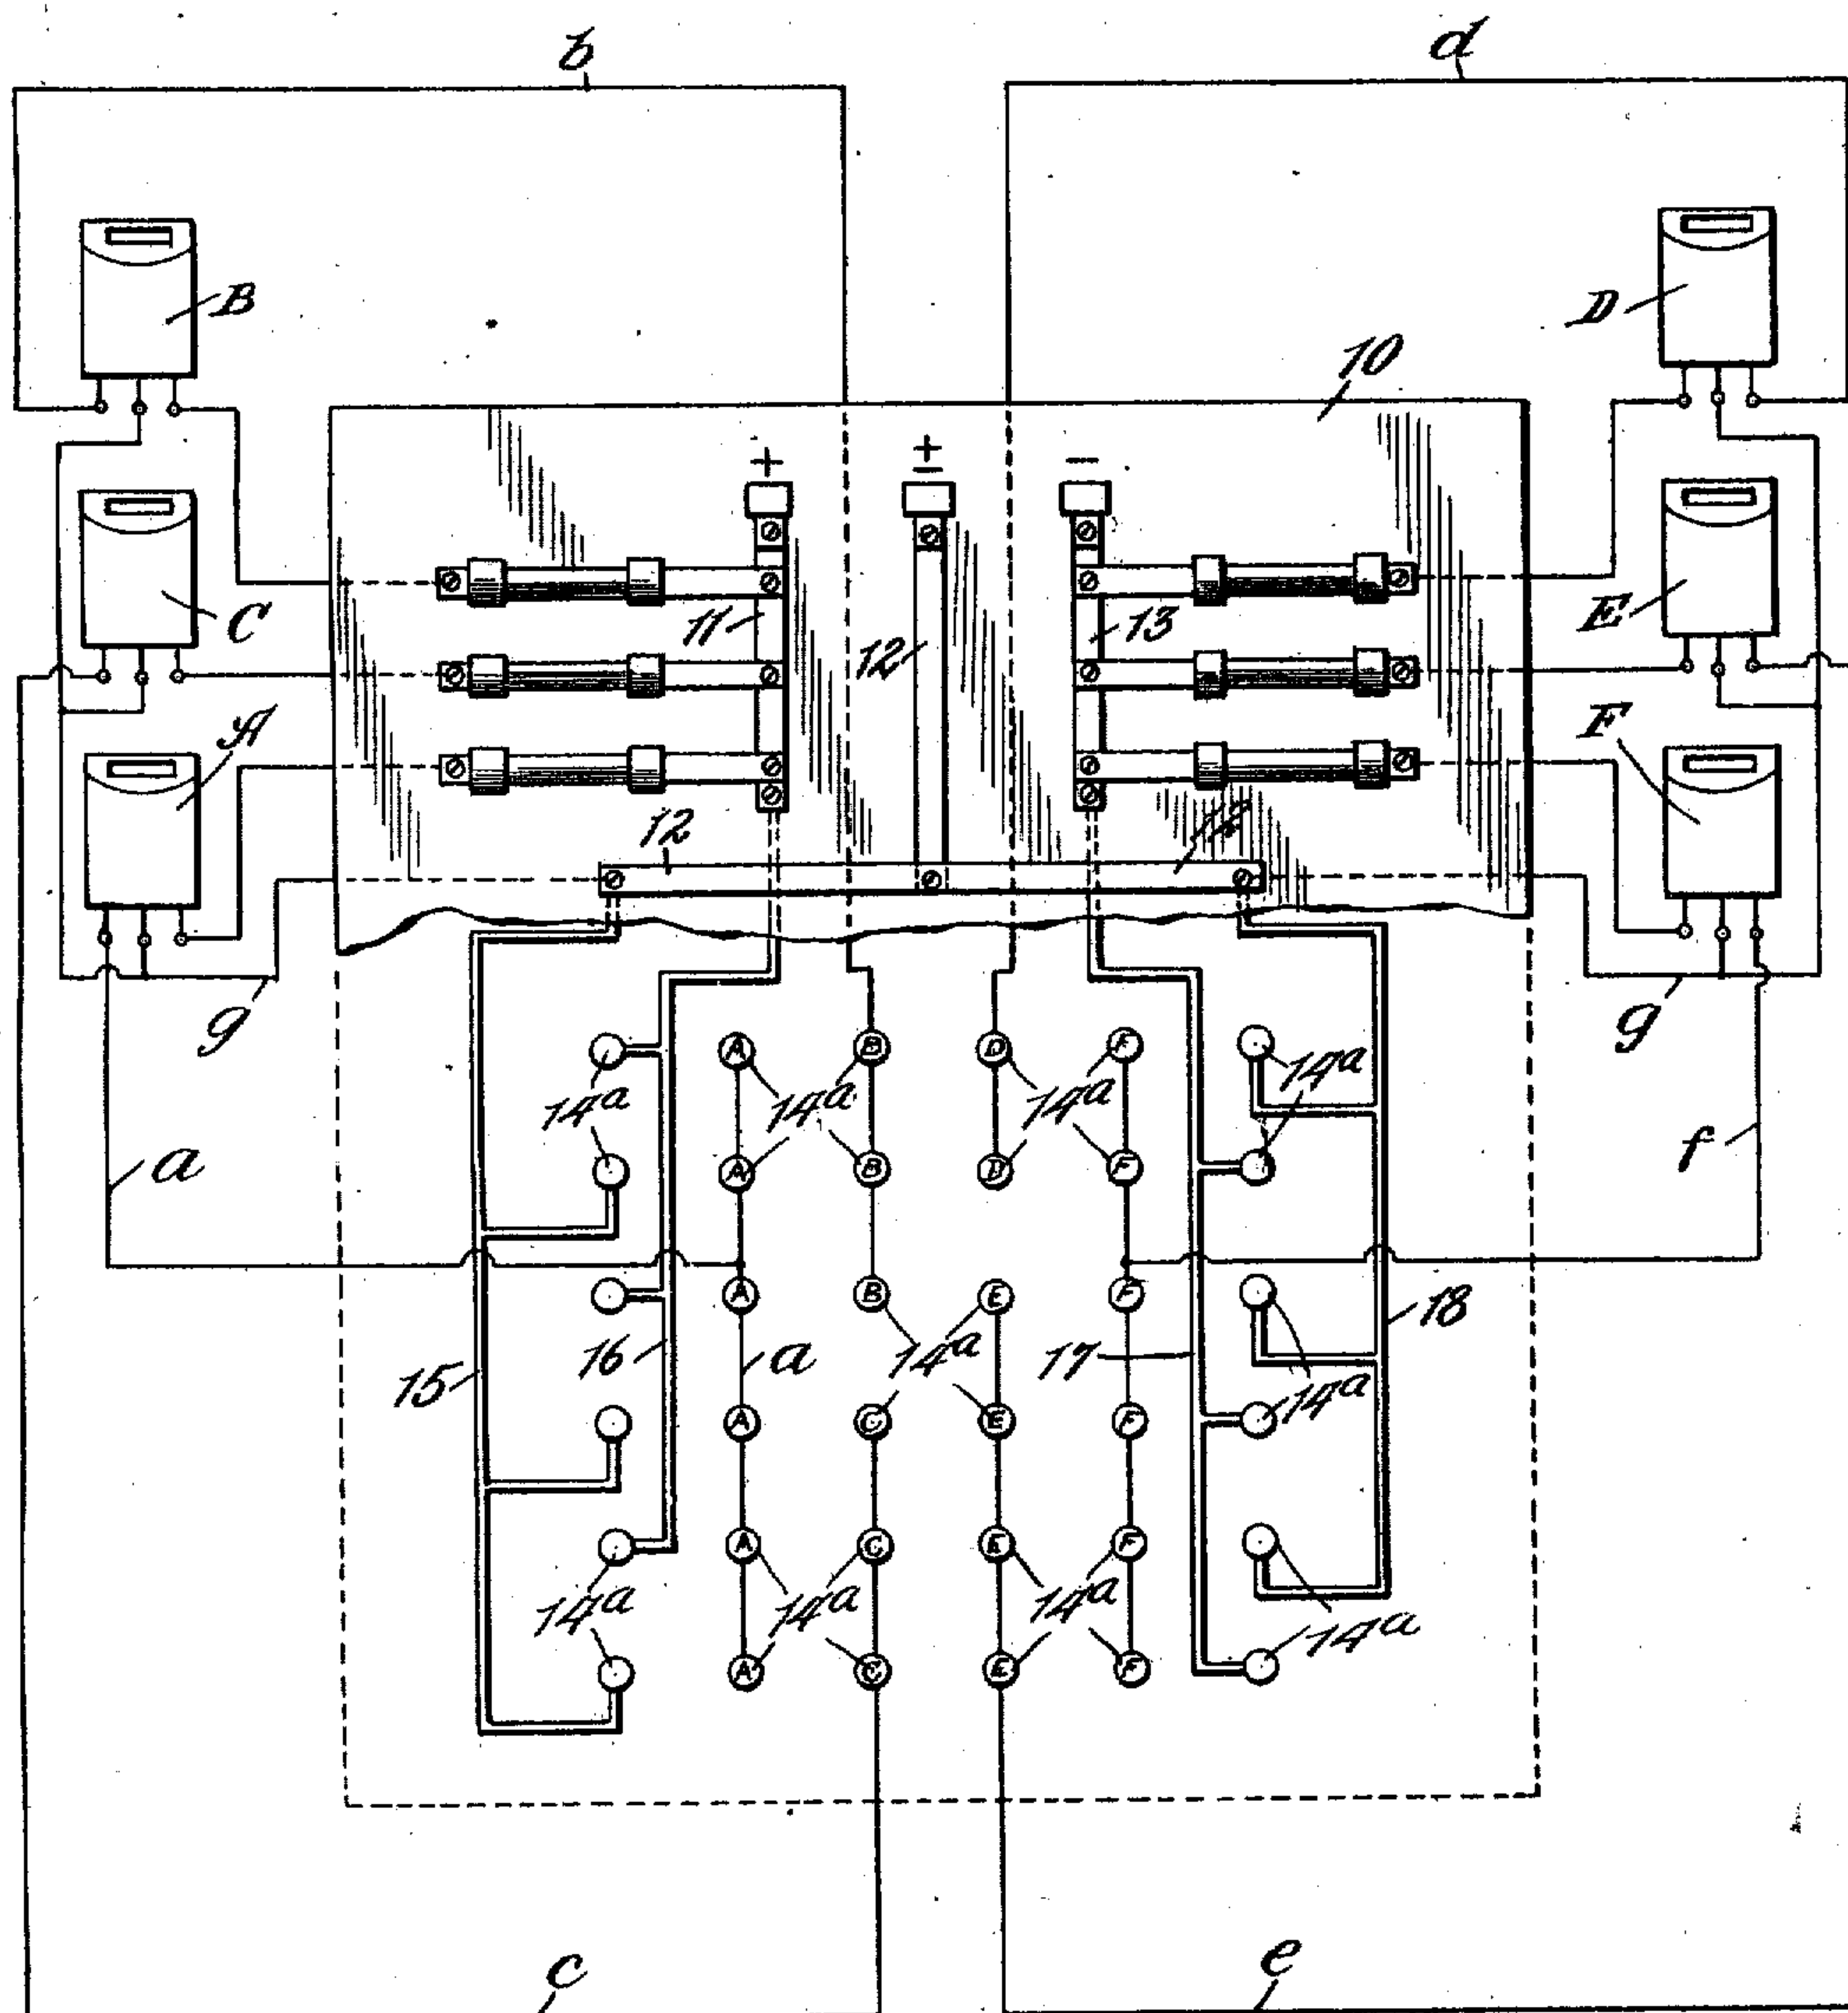 b d
B D
10
+ ± −
C 11 12 13 E
A F
12
g g
A B D F
14a 14a 14a 14a
A B D F
a f
A B E F
15 16 a 14a 17 14a 18
A C E F
A C E F
14a 14a 14a 14a
A C E F
c e